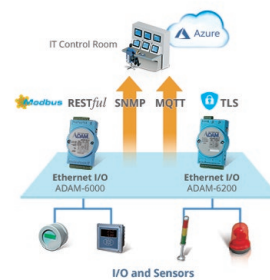 Azure
IT Control Room
Modbus RESTful SNMP MQTT TLS
Ethernet I/O
ADAM-6000
Ethernet I/O
ADAM-6200
I/O and Sensors